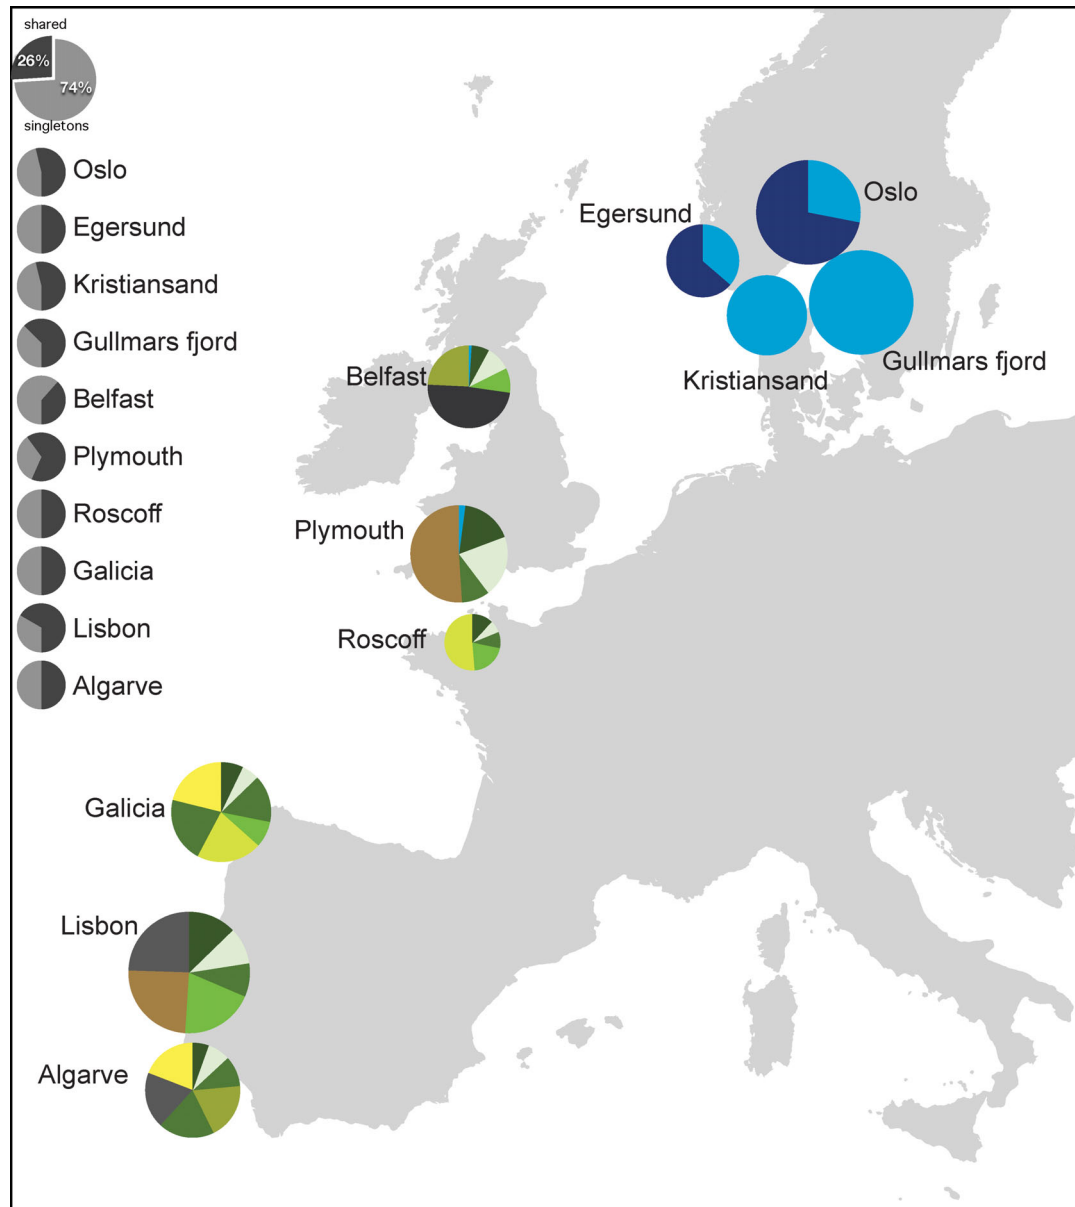 shared
26%
74%
singletons
Oslo
Egersund
Kristiansand
Gullmars fjord
Belfast
Plymouth
Roscoff
Galicia
Lisbon
Algarve
Oslo
Egersund
Gullmars fjord
Kristiansand
Belfast
Plymouth
Roscoff
Galicia
Lisbon
Algarve